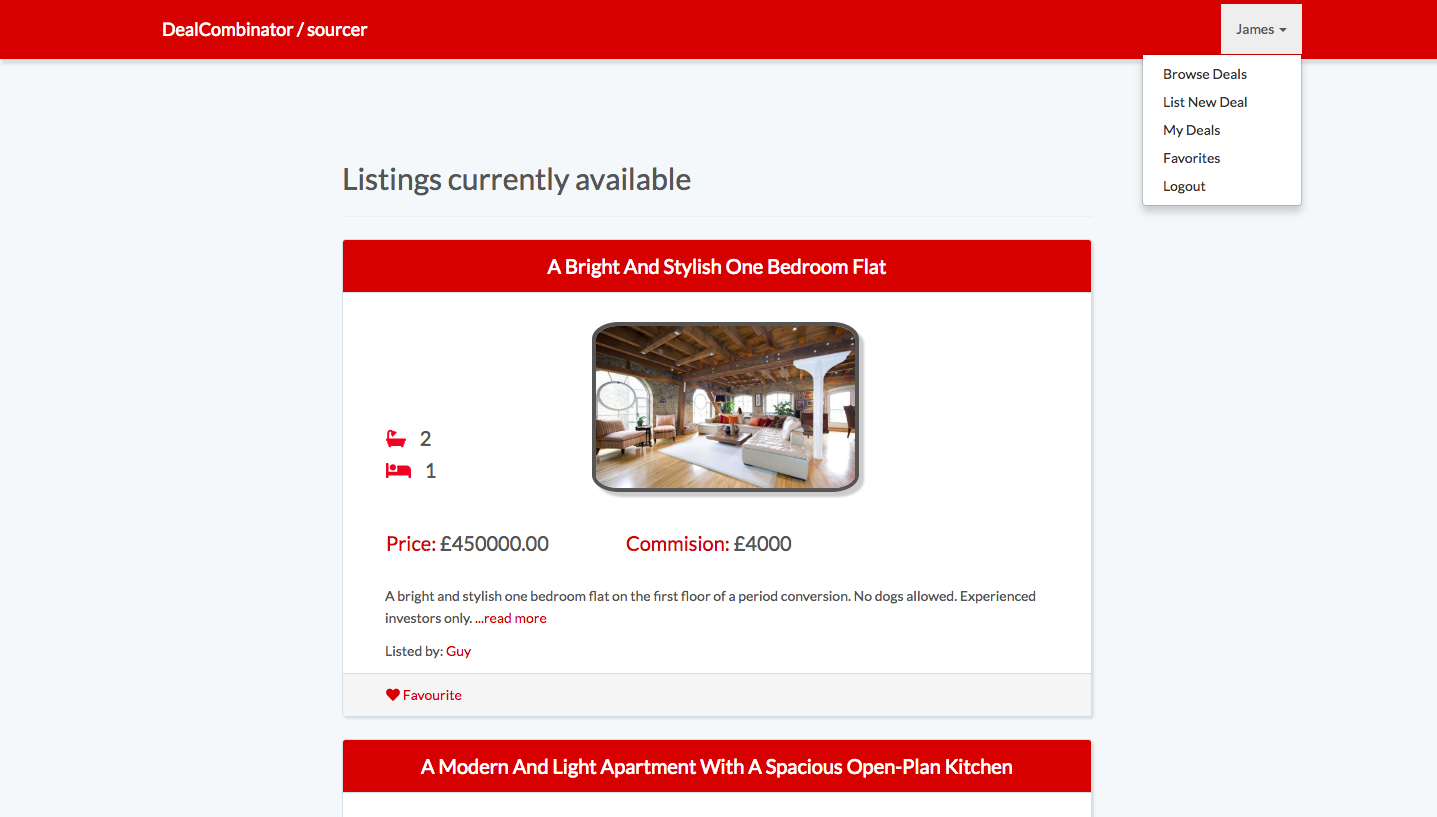 DealCombinator / sourcer
James
Browse Deals
List New Deal
My Deals
Favorites
Logout
Listings currently available
A Bright And Stylish One Bedroom Flat
2
1
Price: £450000.00
Commision: £4000
A bright and stylish one bedroom flat on the first floor of a period conversion. No dogs allowed. Experienced
investors only. ...read more
Listed by: Guy
Favourite
A Modern And Light Apartment With A Spacious Open-Plan Kitchen